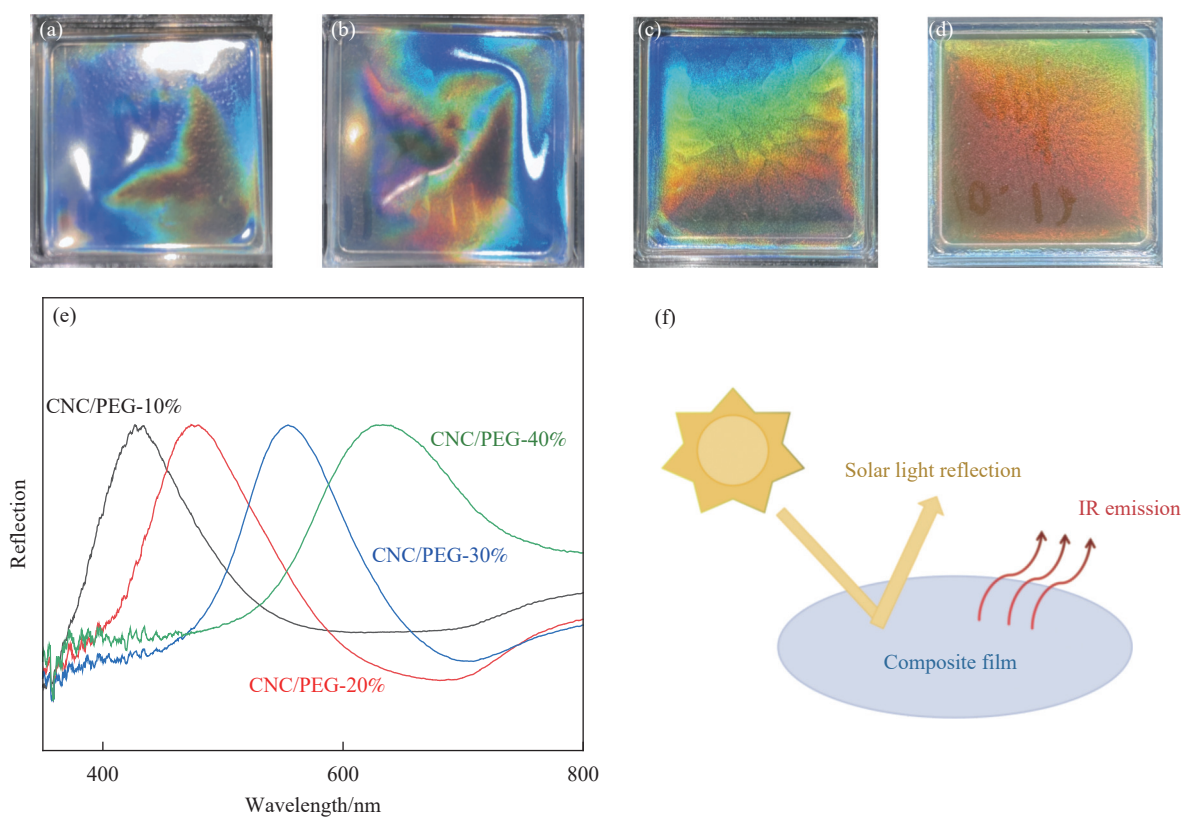 (a)
(b)
(c)
(d)
(e)
CNC/PEG-10%
CNC/PEG-40%
CNC/PEG-30%
CNC/PEG-20%
Reflection
400
600
800
Wavelength/nm
(f)
Solar light reflection
IR emission
Composite film